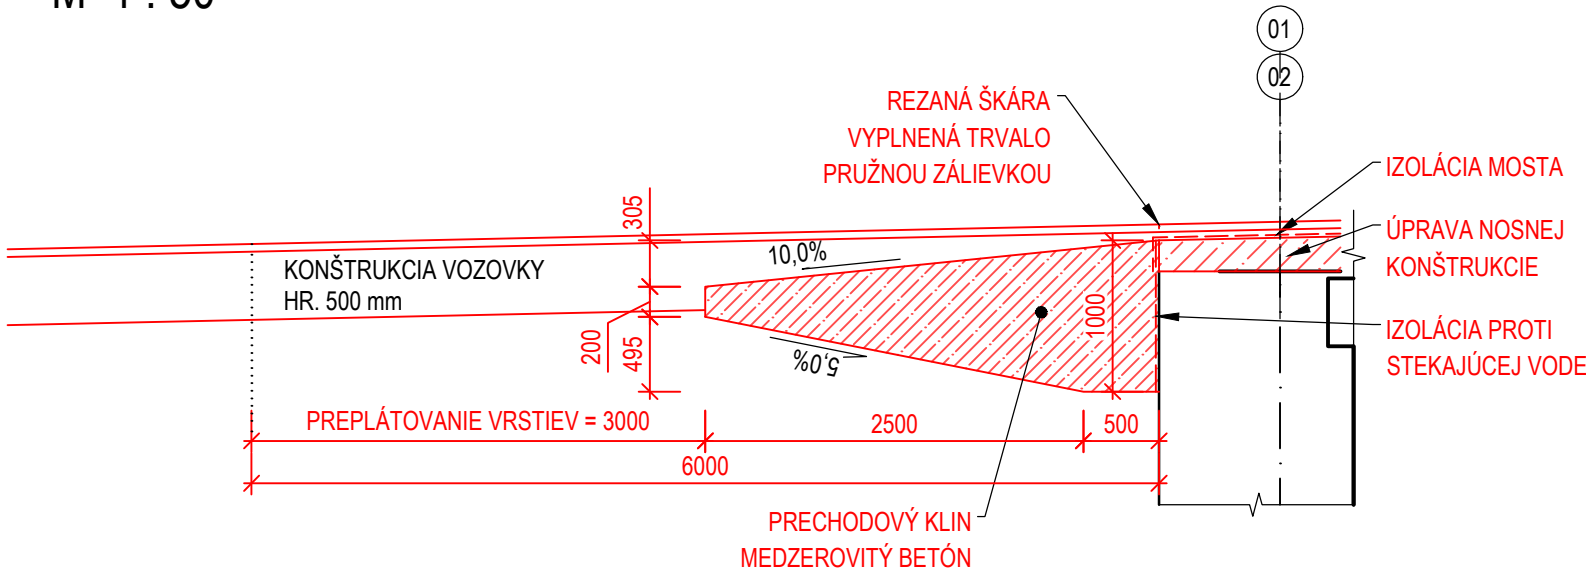 01
02
REZANÁ ŠKÁRA
VYPLNENÁ TRVALO
PRUŽNOU ZÁLIEVKOU
IZOLÁCIA MOSTA
ÚPRAVA NOSNEJ
KONŠTRUKCIE
305
10,0%
KONŠTRUKCIA VOZOVKY
HR. 500 mm
1000
200
495
5,0%
IZOLÁCIA PROTI
STEKAJÚCEJ VODE
PREPLÁTOVANIE VRSTIEV = 3000
2500
500
6000
PRECHODOVÝ KLIN
MEDZEROVITÝ BETÓN